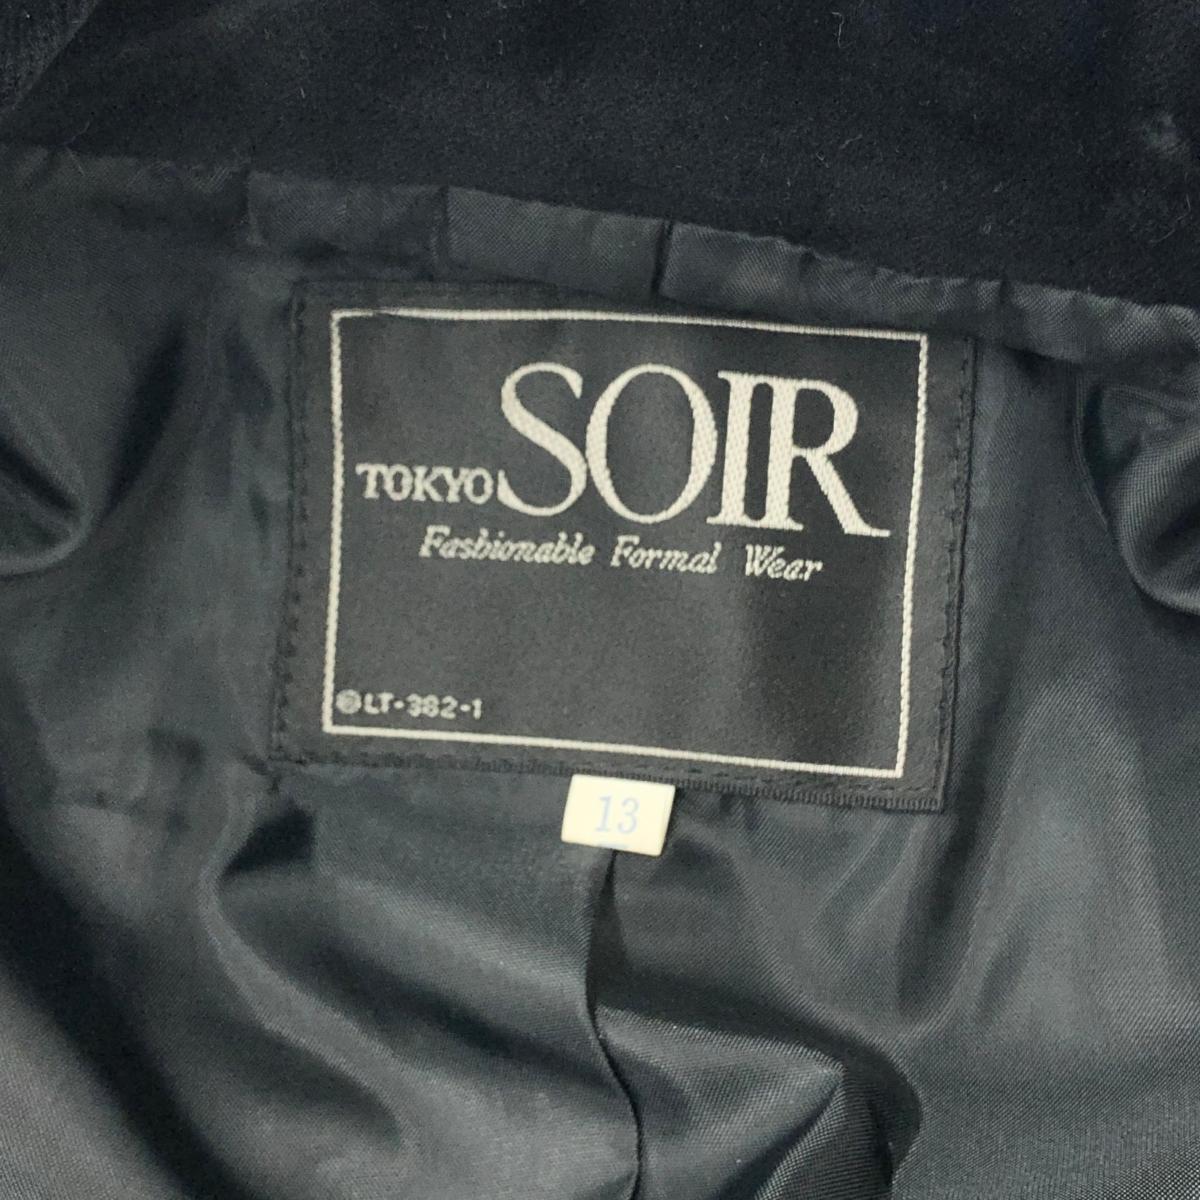 TOKYO SOIR
Fashionable Formal Wear
LT-382-1
13